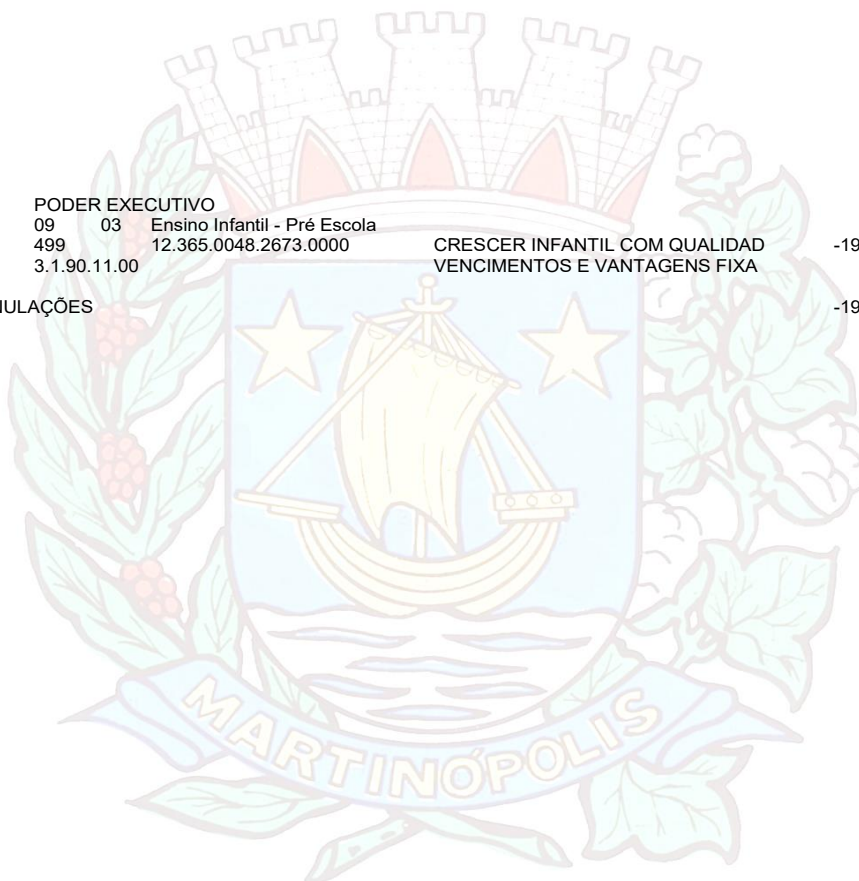 PODER EXECUTIVO
09 03 Ensino Infantil - Pré Escola
499 12.365.0048.2673.0000 CRESCER INFANTIL COM QUALIDAD -19
3.1.90.11.00 VENCIMENTOS E VANTAGENS FIXA
NULAÇÕES -19
MARTINÓPOLIS